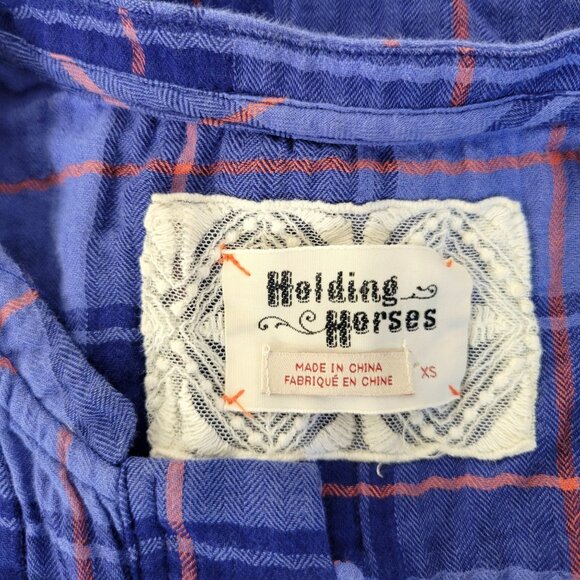 Holding
Horses
MADE IN CHINA
FABRIQUÉ EN CHINE
XS